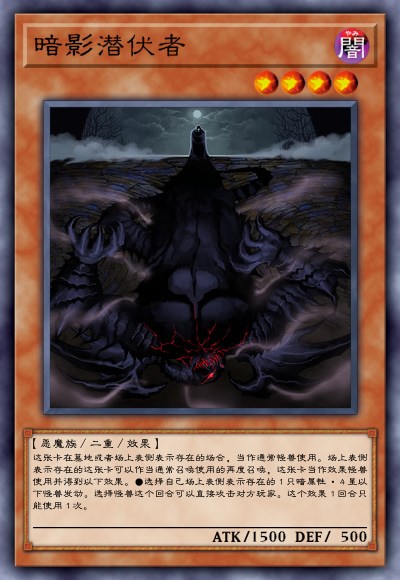 暗影潜伏者
やみ
闇
【恶魔族／二重／效果】
这张卡在墓地或者场上表侧表示存在的场合，当作通常怪兽使用。场上表侧
表示存在的这张卡可以作当通常召唤使用的再度召唤，这张卡当作效果怪兽
使用并得到以下效果。●选择自己场上表侧表示存在的1只暗属性·4星以
下怪兽发动。选择怪兽这个回合可以直接攻击对方玩家。这个效果1回合只
能使用1次。
ATK/1500 DEF/ 500